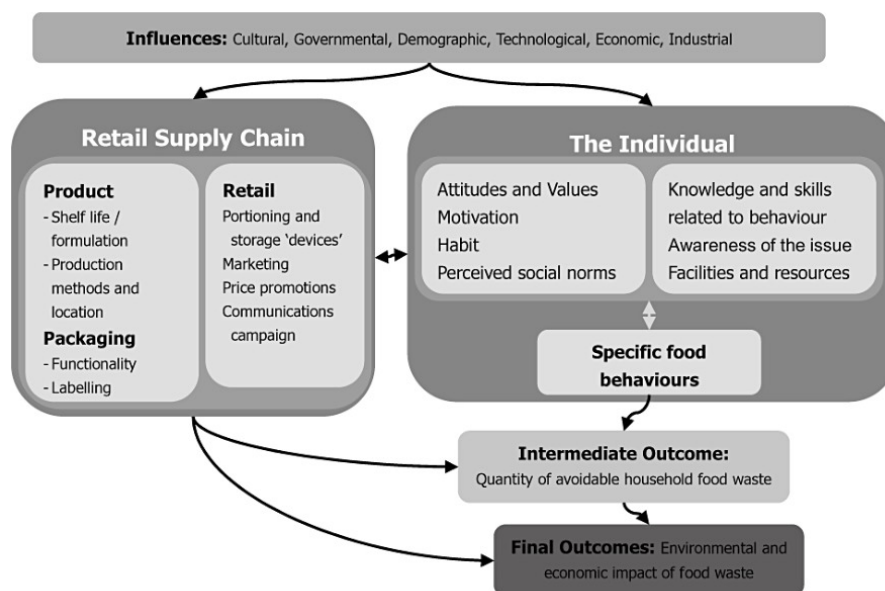 Influences: Cultural, Governmental, Demographic, Technological, Economic, Industrial
Retail Supply Chain
Product
- Shelf life /
formulation
- Production
methods and
location
Packaging
- Functionality
- Labelling
Retail
Portioning and
storage ‘devices’
Marketing
Price promotions
Communications
campaign
The Individual
Attitudes and Values
Motivation
Habit
Perceived social norms
Knowledge and skills
related to behaviour
Awareness of the issue
Facilities and resources
Specific food
behaviours
Intermediate Outcome:
Quantity of avoidable household food waste
Final Outcomes: Environmental and
economic impact of food waste